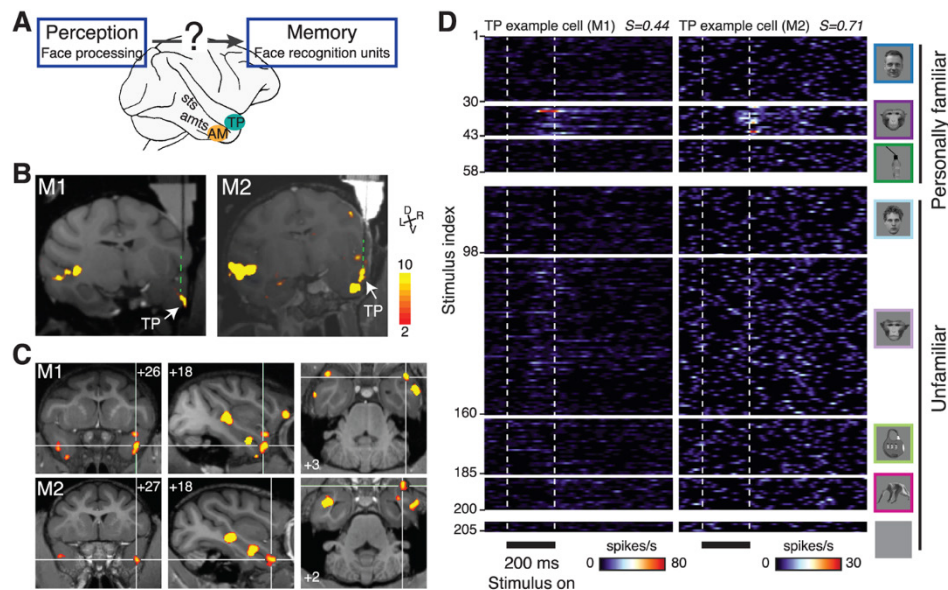 A
Perception
Face processing
?
Memory
Face recognition units
sts
amts
AM
TP
B
M1
TP
M2
TP
D
L
R
V
10
2
C
M1
+26
+18
+3
M2
+27
+18
+2
D
TP example cell (M1) S=0.44
TP example cell (M2) S=0.71
Stimulus index
1
30
43
58
98
160
185
200
205
200 ms
Stimulus on
spikes/s
0
80
spikes/s
0
30
Personally familiar
Unfamiliar